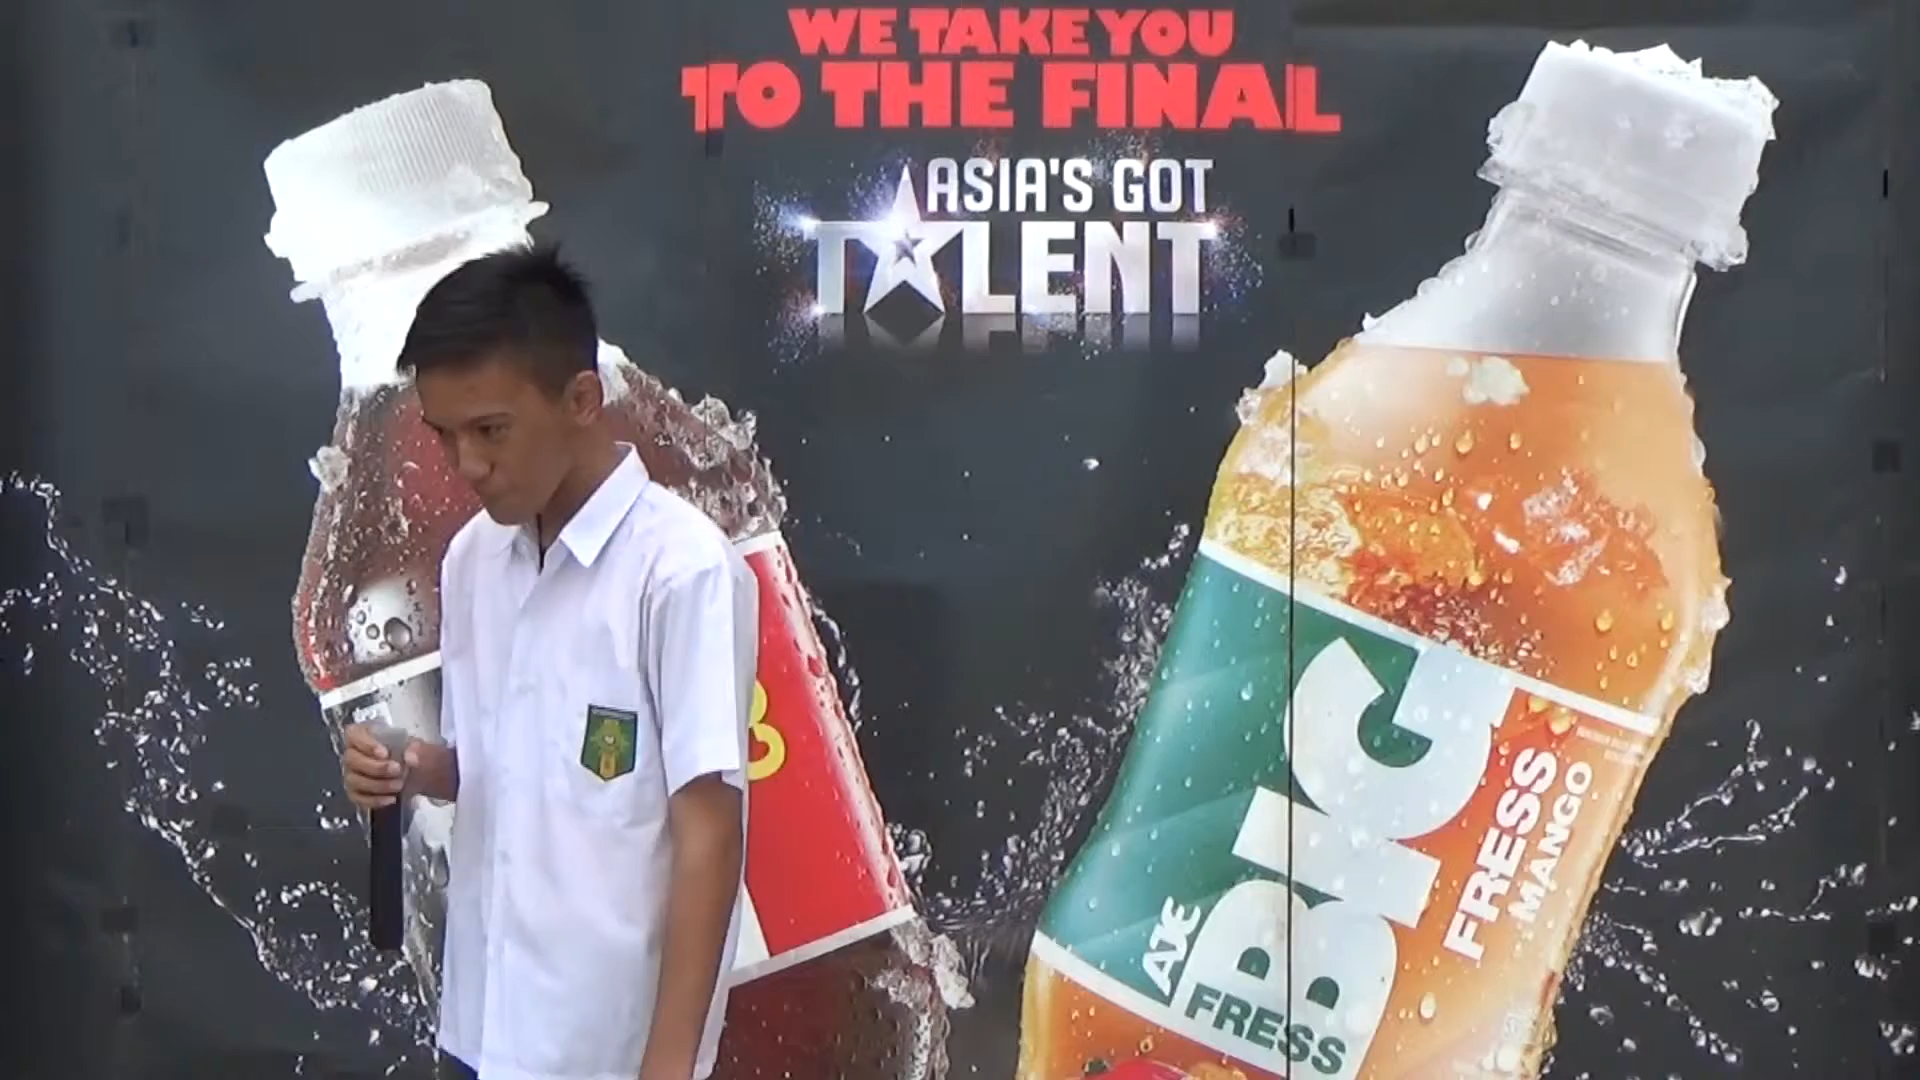 WE TAKE YOU
TO THE FINAL
ASIA'S GOT
TALENT
AJE
BIG
FRESS
FRESS
MANGO